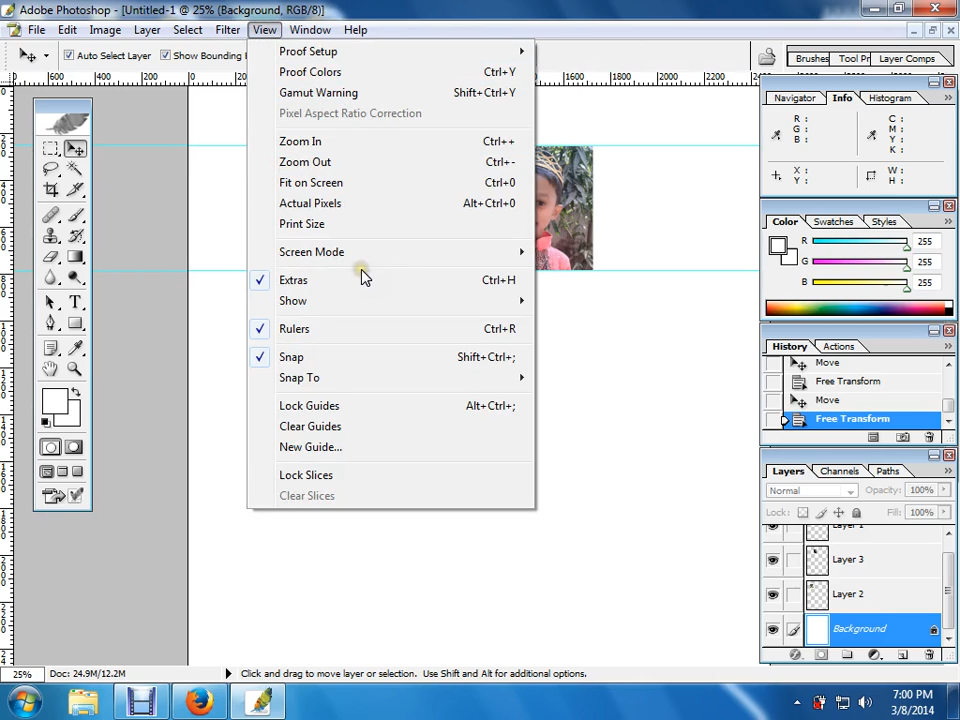 Adobe Photoshop - [Untitled-1 @ 25% (Background, RGB/8)]
File Edit Image Layer Select Filter View Window Help
Auto Select Layer Show Bounding Brushes Tool Pr Layer Comps
600 400 200 0 200 1600 1800 2000 2200
Proof Setup
Proof Colors Ctrl+Y
Gamut Warning Shift+Ctrl+Y
Pixel Aspect Ratio Correction
Zoom In Ctrl++
Zoom Out Ctrl+-
Fit on Screen Ctrl+0
Actual Pixels Alt+Ctrl+0
Print Size
Screen Mode
Extras Ctrl+H
Show
Rulers Ctrl+R
Snap Shift+Ctrl+;
Snap To
Lock Guides Alt+Ctrl+;
Clear Guides
New Guide...
Lock Slices
Clear Slices
Navigator Info Histogram
R : C :
G : M :
B : Y :
K :
X : W :
Y : H :
Color Swatches Styles
R 255
G 255
B 255
History Actions
Move
Free Transform
Move
Free Transform
Layers Channels Paths
Normal Opacity: 100%
Lock: Fill: 100%
Layer 1
Layer 3
Layer 2
Background
25% Doc: 24.9M/12.2M Click and drag to move layer or selection. Use Shift and Alt for additional options.
7:00 PM
3/8/2014